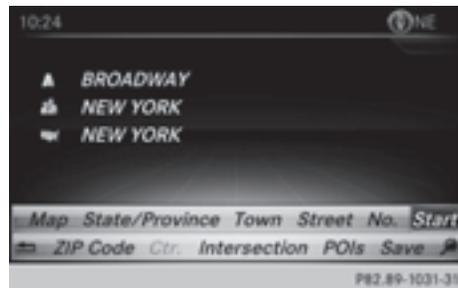 10:24 NE
BROADWAY
NEW YORK
NEW YORK
Map State/Province Town Street No. Start
ZIP Code Ctr. Intersection POIs Save
P82.89-1031-31